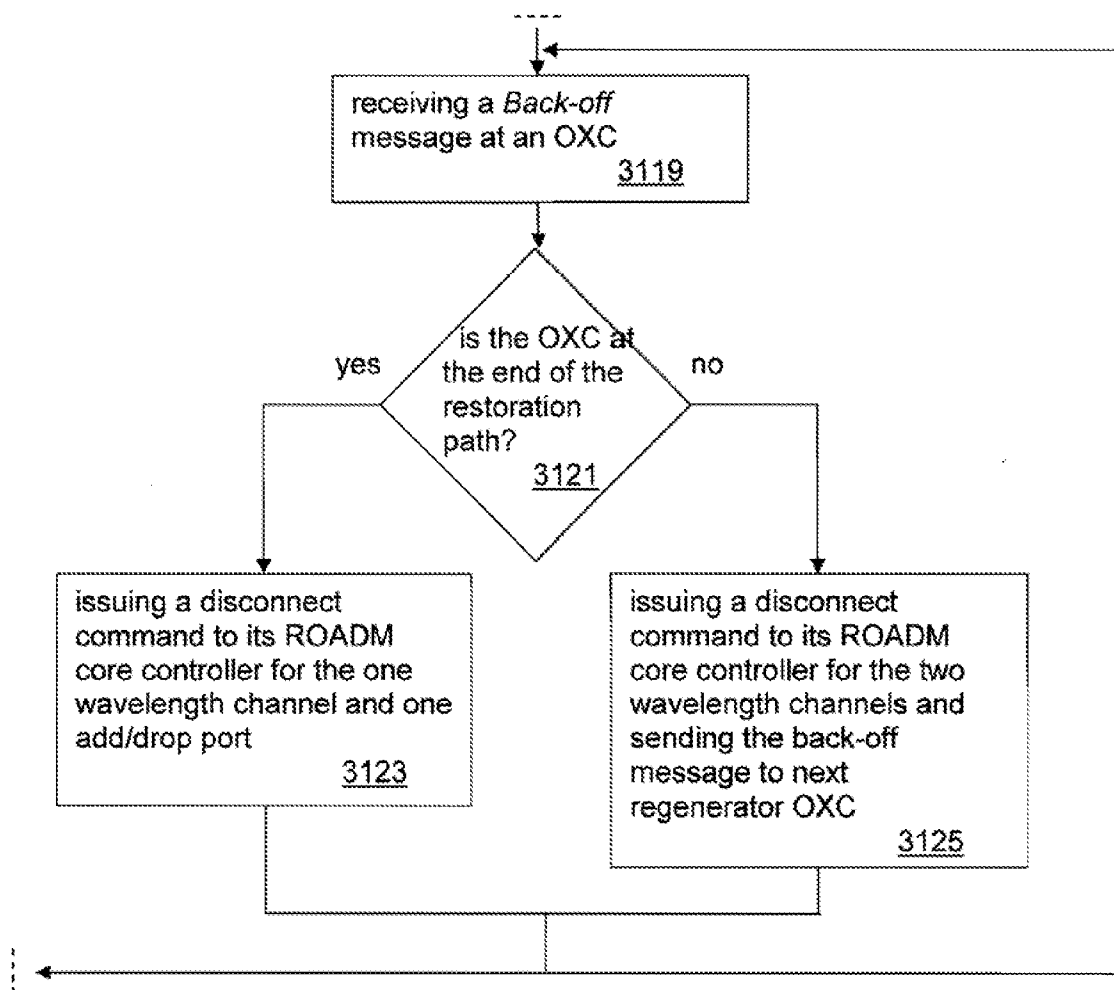 receiving a Back-off
message at an OXC
3119
is the OXC at
the end of the
restoration
path?
3121
yes
no
issuing a disconnect
command to its ROADM
core controller for the one
wavelength channel and one
add/drop port
3123
issuing a disconnect
command to its ROADM
core controller for the two
wavelength channels and
sending the back-off
message to next
regenerator OXC
3125